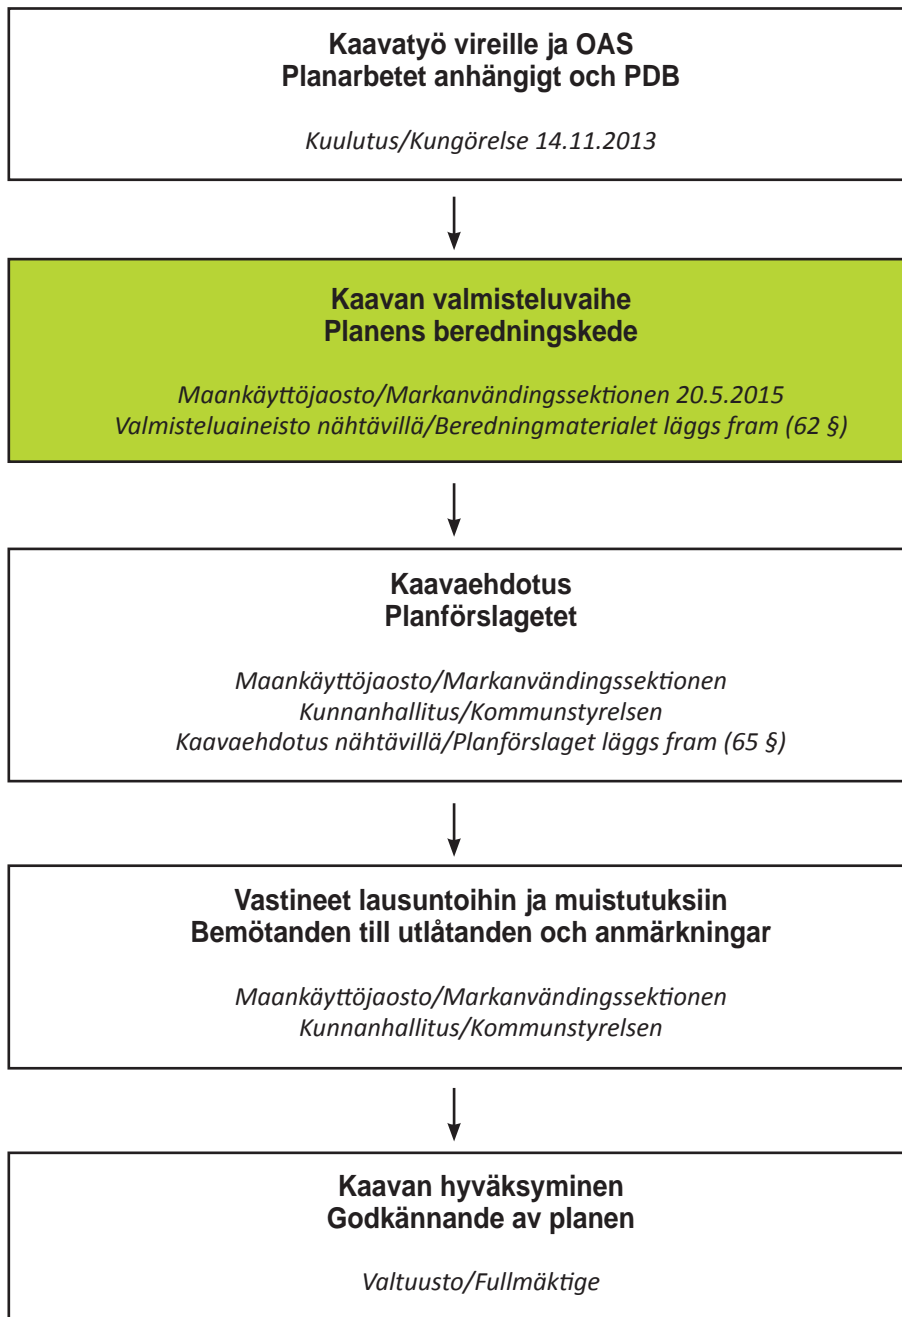 Kaavatyö vireille ja OAS
Planarbetet anhängigt och PDB
Kuulutus/Kungörelse 14.11.2013
Kaavan valmisteluvaihe
Planens beredningskede
Maankäyttöjaosto/Markanvändingssektionen 20.5.2015
Valmisteluaineisto nähtävillä/Beredningmaterialet läggs fram (62 §)
Kaavaehdotus
Planförslagetet
Maankäyttöjaosto/Markanvändingssektionen
Kunnanhallitus/Kommunstyrelsen
Kaavaehdotus nähtävillä/Planförslaget läggs fram (65 §)
Vastineet lausuntoihin ja muistutuksiin
Bemötanden till utlåtanden och anmärkningar
Maankäyttöjaosto/Markanvändingssektionen
Kunnanhallitus/Kommunstyrelsen
Kaavan hyväksyminen
Godkännande av planen
Valtuusto/Fullmäktige